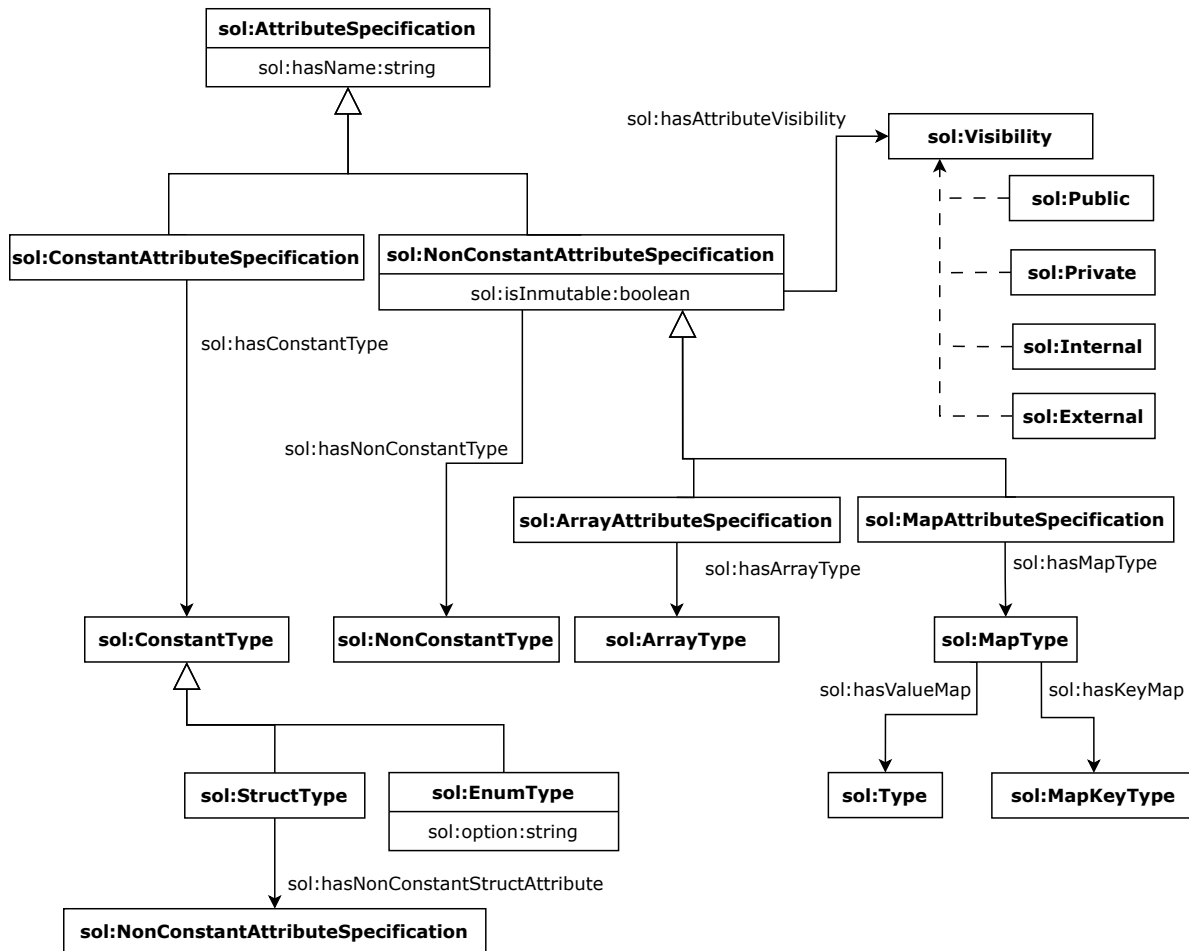 sol:AttributeSpecification
sol:hasName:string
sol:hasAttributeVisibility
sol:Visibility
sol:Public
sol:ConstantAttributeSpecification
sol:NonConstantAttributeSpecification
sol:isInmutable:boolean
sol:Private
sol:hasConstantType
sol:Internal
sol:External
sol:hasNonConstantType
sol:ArrayAttributeSpecification
sol:MapAttributeSpecification
sol:hasArrayType
sol:hasMapType
sol:ConstantType
sol:NonConstantType
sol:ArrayType
sol:MapType
sol:hasValueMap
sol:hasKeyMap
sol:StructType
sol:EnumType
sol:option:string
sol:Type
sol:MapKeyType
sol:hasNonConstantStructAttribute
sol:NonConstantAttributeSpecification